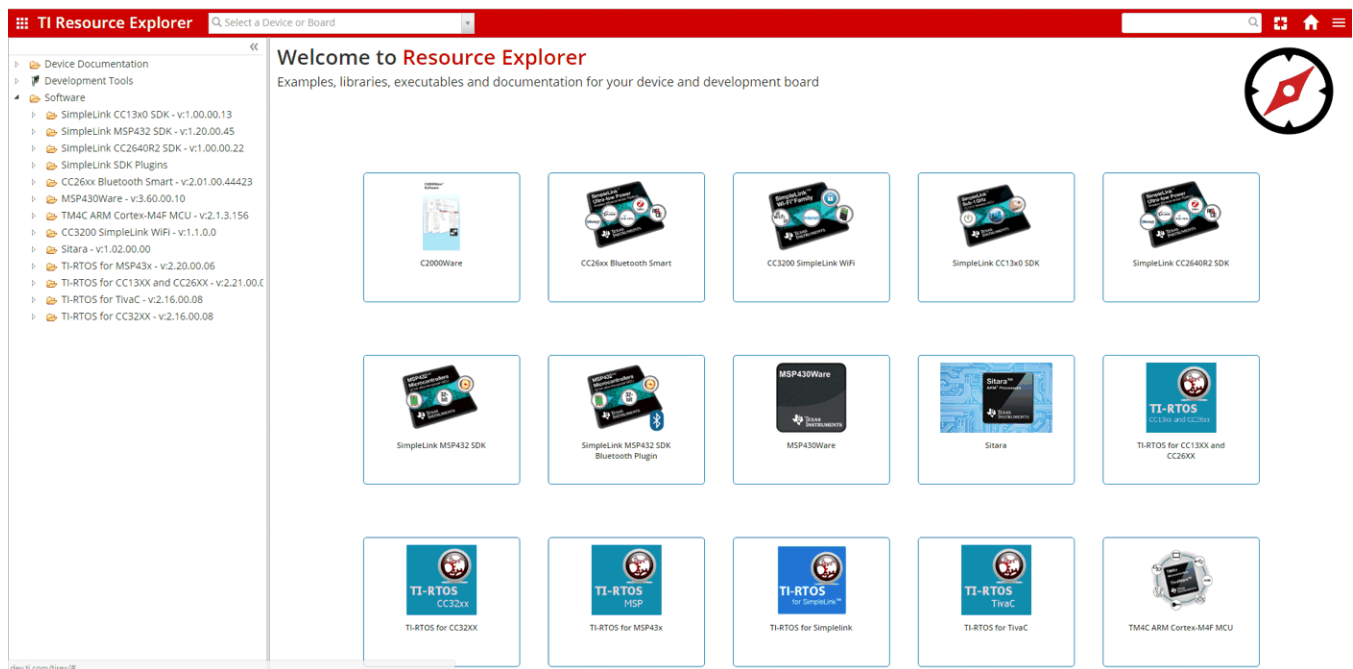 TI Resource Explorer
Select a Device or Board
Device Documentation
Development Tools
Software
SimpleLink CC13x0 SDK - v:1.00.00.13
SimpleLink MSP432 SDK - v:1.20.00.45
SimpleLink CC2640R2 SDK - v:1.00.00.22
SimpleLink SDK Plugins
CC26xx Bluetooth Smart - v:2.01.00.44423
MSP430Ware - v:3.60.00.10
TM4C ARM Cortex-M4F MCU - v:2.1.3.156
CC3200 SimpleLink WiFi - v:1.1.0.0
Sitara - v:1.02.00.00
TI-RTOS for MSP43x - v:2.20.00.06
TI-RTOS for CC13XX and CC26XX - v:2.21.00.0
TI-RTOS for TivaC - v:2.16.00.08
TI-RTOS for CC32XX - v:2.16.00.08
Welcome to Resource Explorer
Examples, libraries, executables and documentation for your device and development board
C2000Ware
CC26xx Bluetooth Smart
CC3200 SimpleLink WiFi
SimpleLink CC13x0 SDK
SimpleLink CC2640R2 SDK
SimpleLink MSP432 SDK
SimpleLink MSP432 SDK
Bluetooth Plugin
MSP430Ware
TEXAS
INSTRUMENTS
MSP430Ware
Sitara™
Sitara
TI-RTOS
CC13xx and CC26xx
TI-RTOS for CC13XX and
CC26XX
TI-RTOS
CC32xx
TI-RTOS for CC32XX
TI-RTOS
MSP
TI-RTOS for MSP43x
TI-RTOS
for SimpleLink™
TI-RTOS for Simplelink
TI-RTOS
TivaC
TI-RTOS for TivaC
TM4C ARM Cortex-M4F MCU